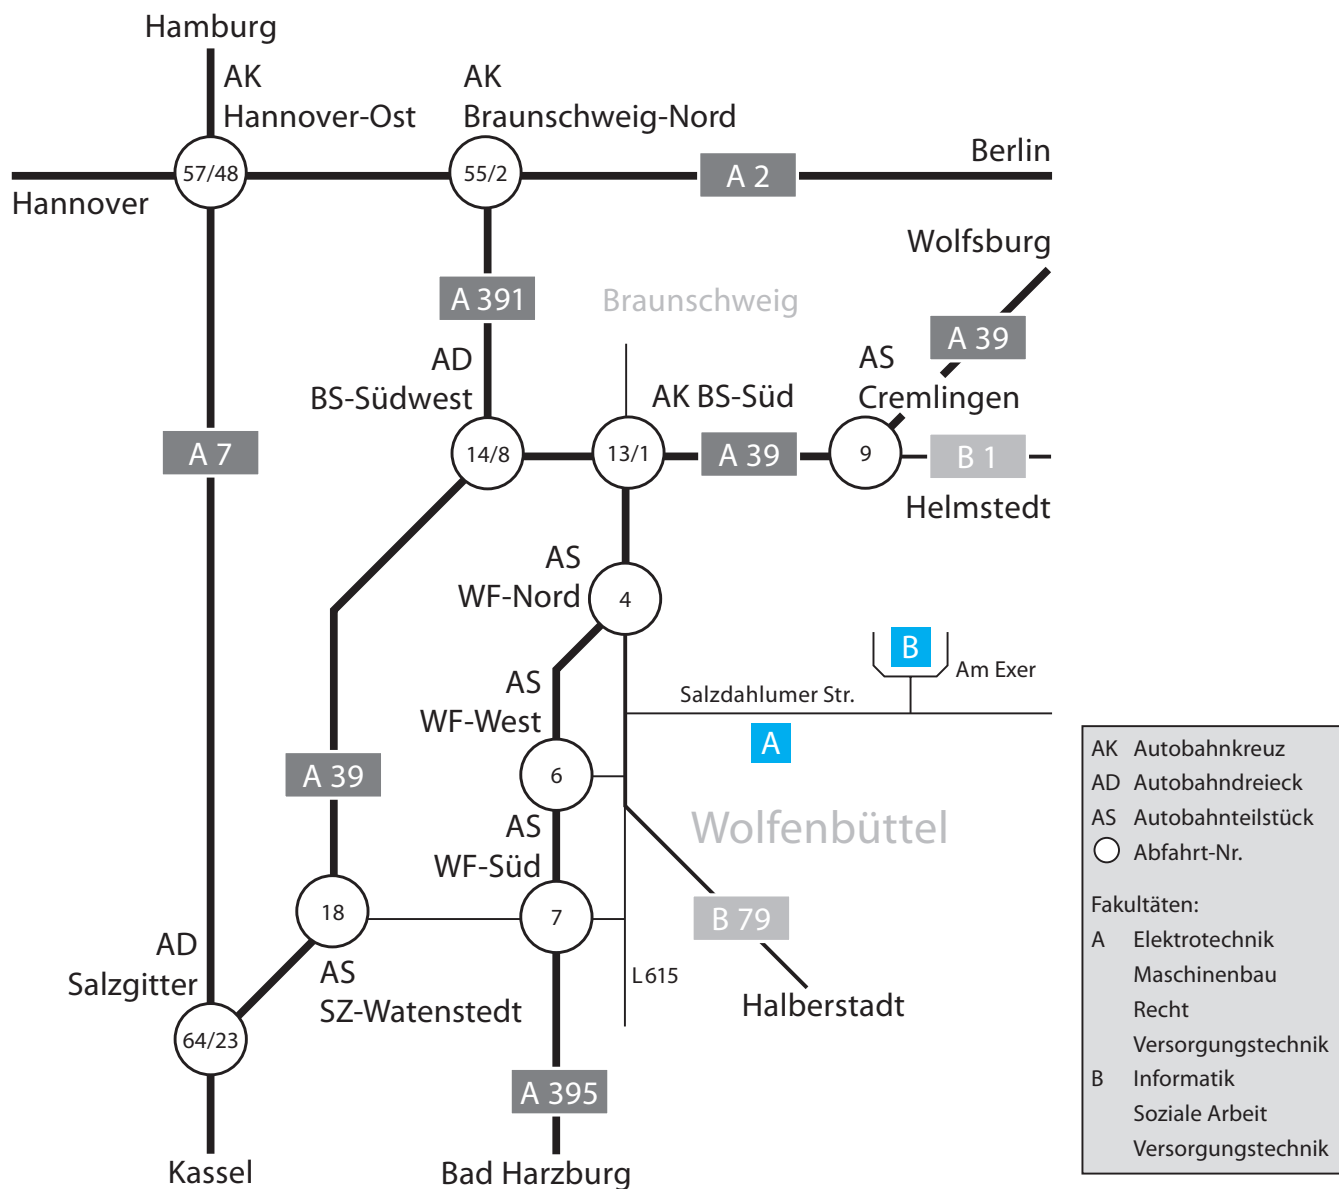 Hamburg
AK
Hannover-Ost
AK
Braunschweig-Nord
57/48
55/2
A 2
Berlin
Hannover
Wolfsburg
A 391
Braunschweig
A 39
AD
BS-Südwest
AK BS-Süd
AS
Cremlingen
A 7
14/8
13/1
A 39
9
B 1
Helmstedt
AS
WF-Nord
4
B
Am Exer
AS
WF-West
Salzdahlumer Str.
A
A 39
6
Wolfenbüttel
AS
WF-Süd
18
7
B 79
AD
Salzgitter
AS
SZ-Watenstedt
L615
Halberstadt
64/23
A 395
Kassel
Bad Harzburg
AK Autobahnkreuz
AD Autobahndreieck
AS Autobahnteilstück
Abfahrt-Nr.
Fakultäten:
A Elektrotechnik
Maschinenbau
Recht
Versorgungstechnik
B Informatik
Soziale Arbeit
Versorgungstechnik